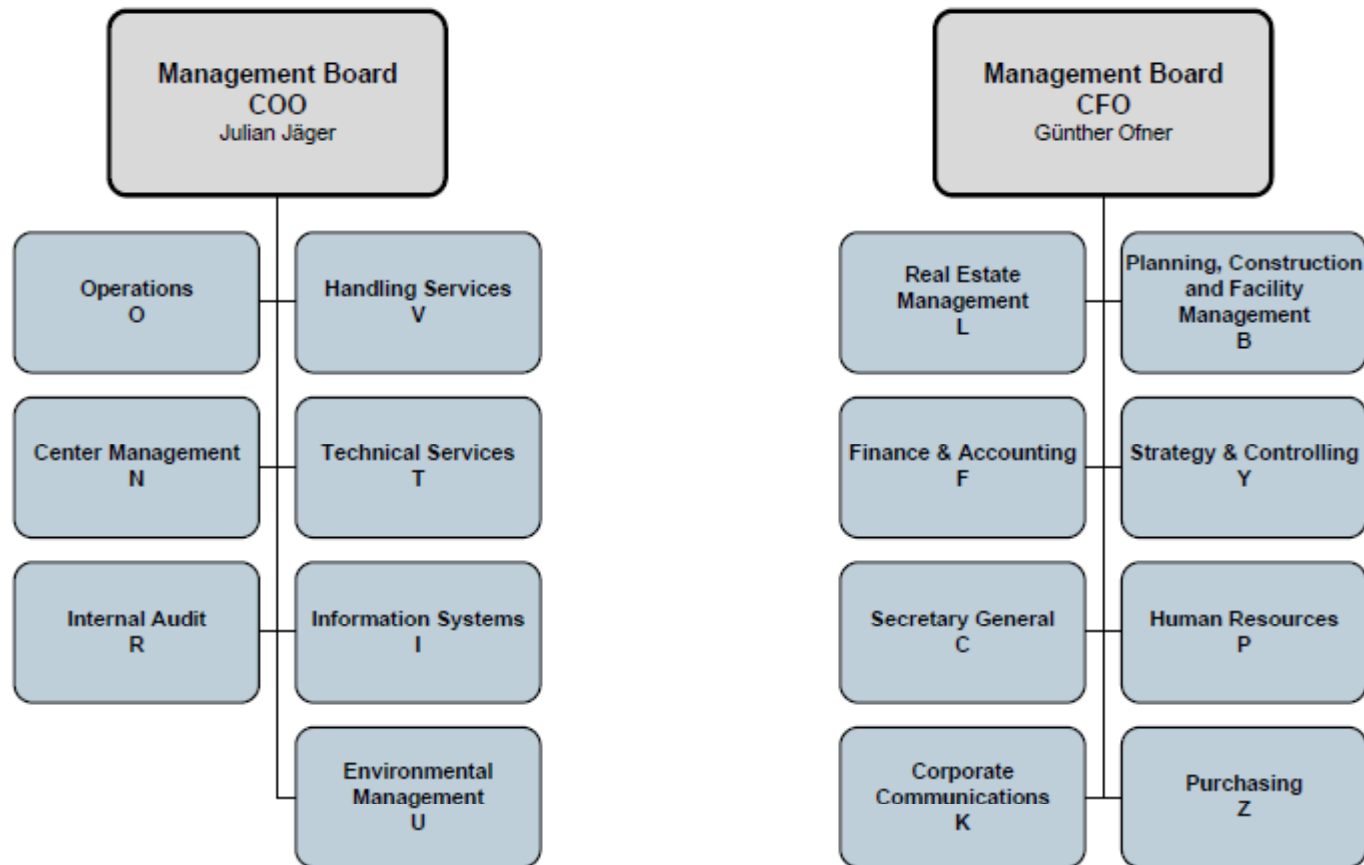 Management Board
COO
Julian Jäger
Operations
O
Handling Services
V
Center Management
N
Technical Services
T
Internal Audit
R
Information Systems
I
Environmental
Management
U
Management Board
CFO
Günther Ofner
Real Estate
Management
L
Planning, Construction
and Facility
Management
B
Finance & Accounting
F
Strategy & Controlling
Y
Secretary General
C
Human Resources
P
Corporate
Communications
K
Purchasing
Z